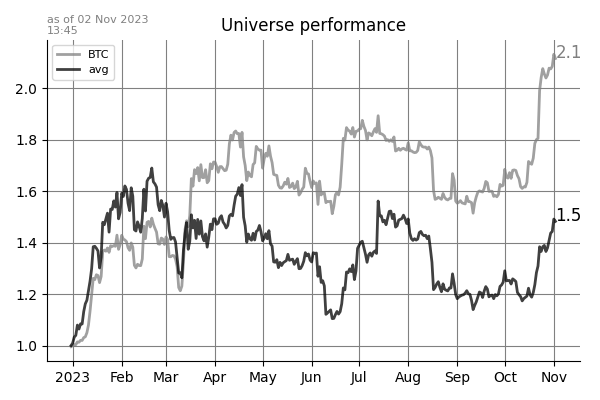 as of 02 Nov 2023
13:45
Universe performance
BTC
avg
2.1
1.5
2.0
1.8
1.6
1.4
1.2
1.0
2023 Feb Mar Apr May Jun Jul Aug Sep Oct Nov